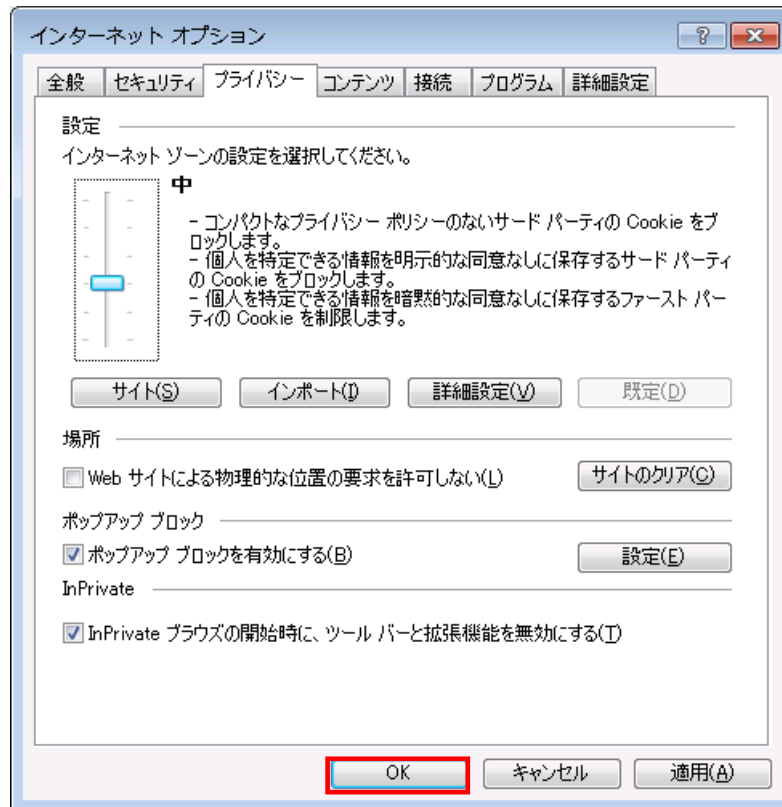 インターネット オプション
全般 セキュリティ プライバシー コンテンツ 接続 プログラム 詳細設定
設定
インターネット ゾーンの設定を選択してください。
中
- コンパクトなプライバシー ポリシーのないサード パーティの Cookie をブ
ロックします。
- 個人を特定できる情報を明示的な同意なしに保存するサード パーティ
の Cookie をブロックします。
- 個人を特定できる情報を暗黙的な同意なしに保存するファースト パー
ティの Cookie を制限します。
サイト(S) インポート(I) 詳細設定(V) 既定(D)
場所
Web サイトによる物理的な位置の要求を許可しない(L) サイトのクリア(C)
ポップアップ ブロック
ポップアップ ブロックを有効にする(B) 設定(E)
InPrivate
InPrivate ブラウズの開始時に、ツール バーと拡張機能を無効にする(T)
OK キャンセル 適用(A)